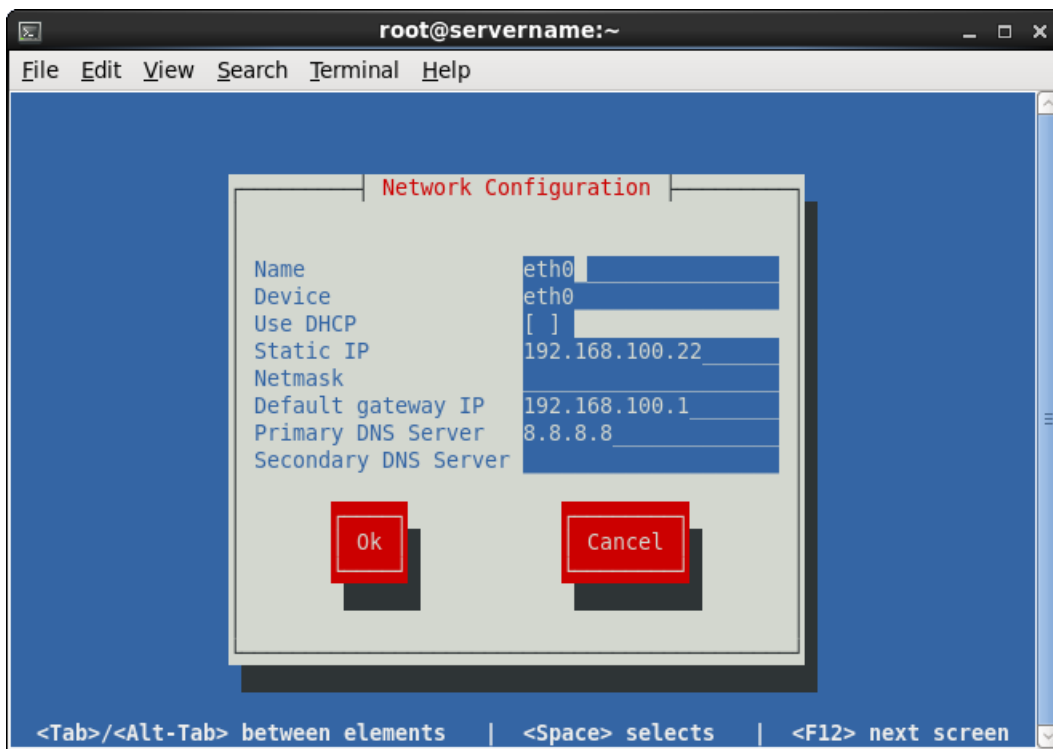 root@servername:~
File Edit View Search Terminal Help
Network Configuration
Name eth0
Device eth0
Use DHCP [ ]
Static IP 192.168.100.22
Netmask
Default gateway IP 192.168.100.1
Primary DNS Server 8.8.8.8
Secondary DNS Server
Ok Cancel
<Tab>/<Alt-Tab> between elements | <Space> selects | <F12> next screen